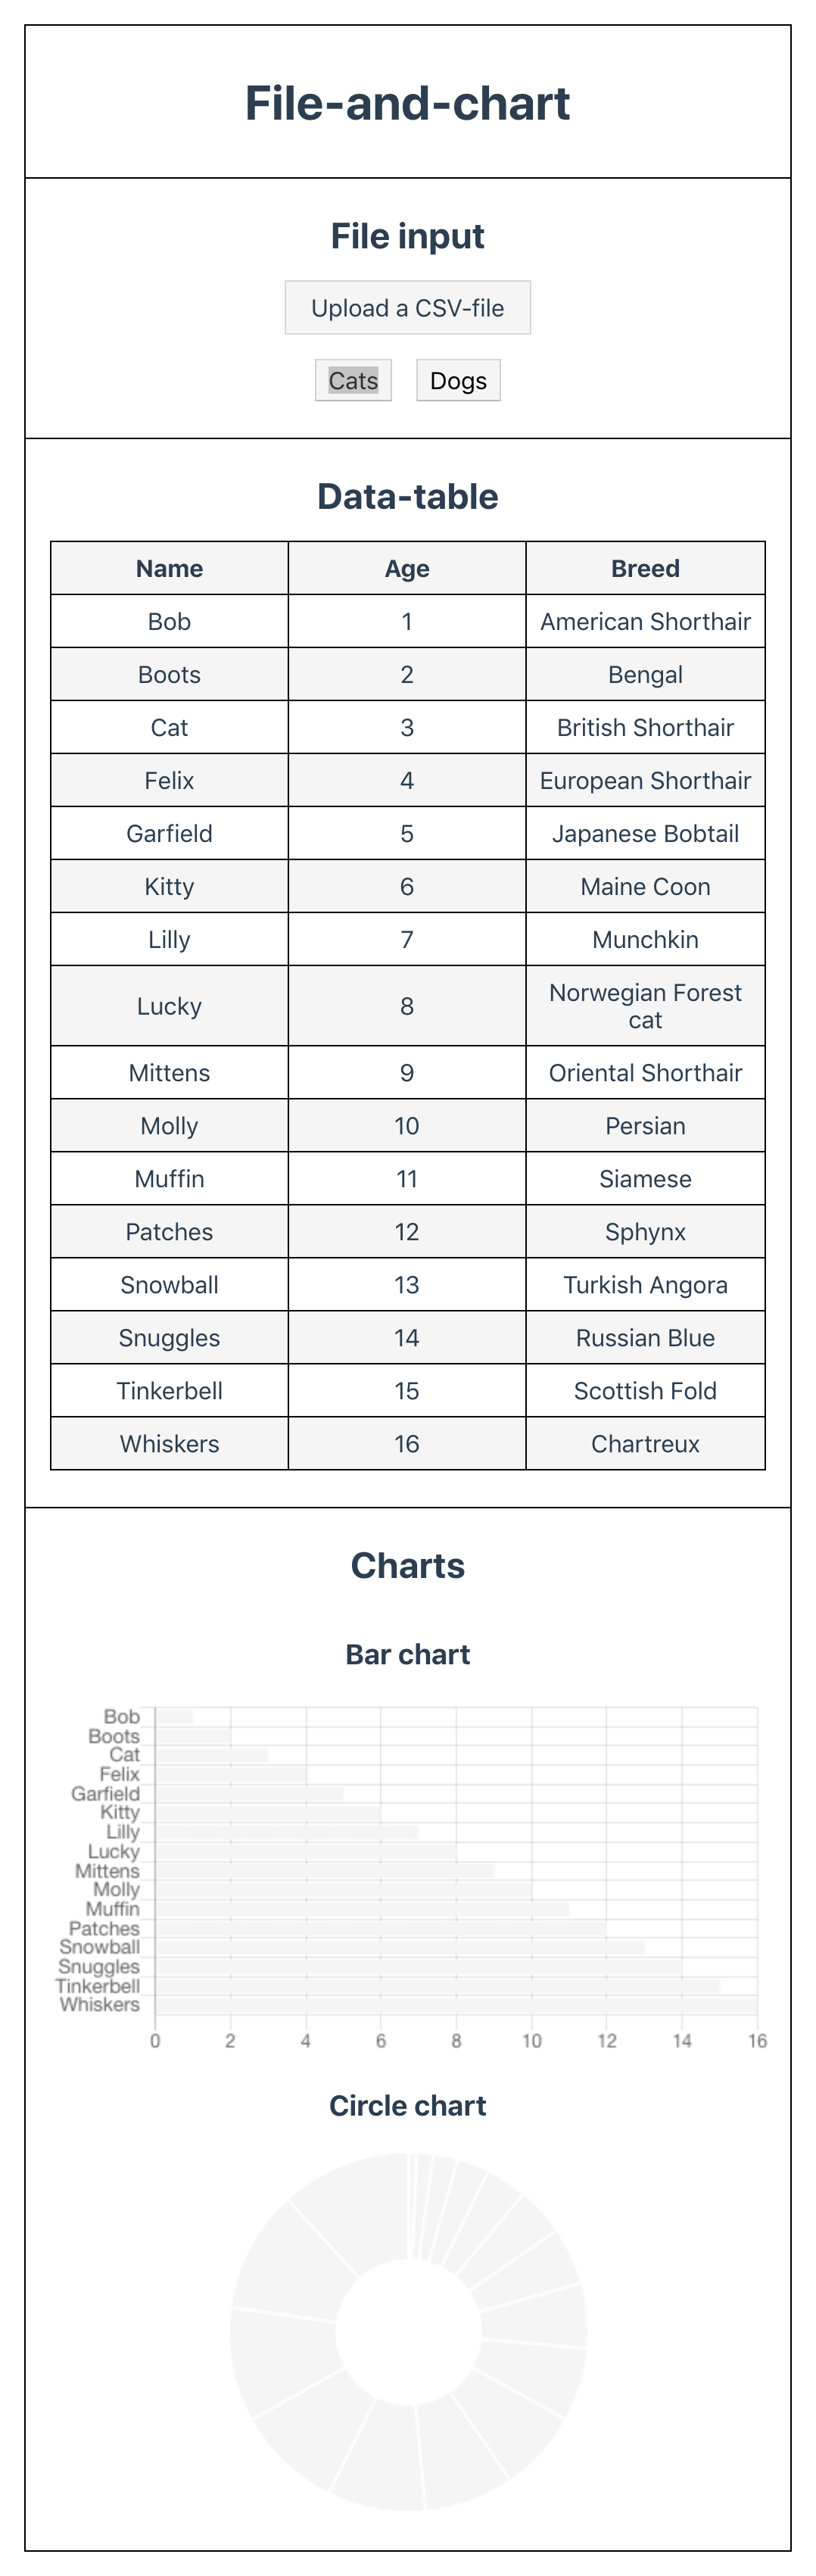 File-and-chart
File input
Upload a CSV-file
Cats Dogs
Data-table
Name Age Breed
Bob 1 American Shorthair
Boots 2 Bengal
Cat 3 British Shorthair
Felix 4 European Shorthair
Garfield 5 Japanese Bobtail
Kitty 6 Maine Coon
Lilly 7 Munchkin
Lucky 8 Norwegian Forest
cat
Mittens 9 Oriental Shorthair
Molly 10 Persian
Muffin 11 Siamese
Patches 12 Sphynx
Snowball 13 Turkish Angora
Snuggles 14 Russian Blue
Tinkerbell 15 Scottish Fold
Whiskers 16 Chartreux
Charts
Bar chart
Bob
Boots
Cat
Felix
Garfield
Kitty
Lilly
Lucky
Mittens
Molly
Muffin
Patches
Snowball
Snuggles
Tinkerbell
Whiskers
0 2 4 6 8 10 12 14 16
Circle chart